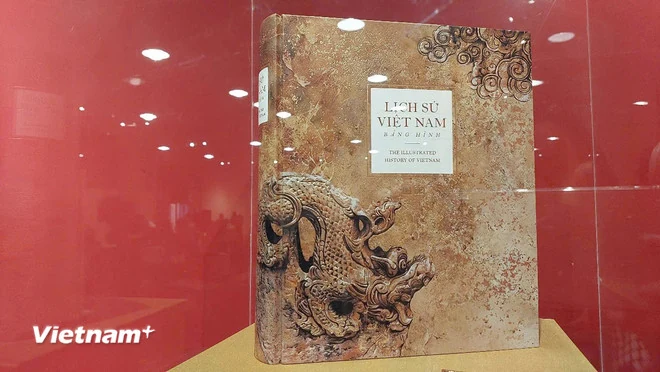 LỊCH SỬ
VIỆT NAM
BẰNG HÌNH
THE ILLUSTRATED
HISTORY OF VIETNAM
Vietnam+